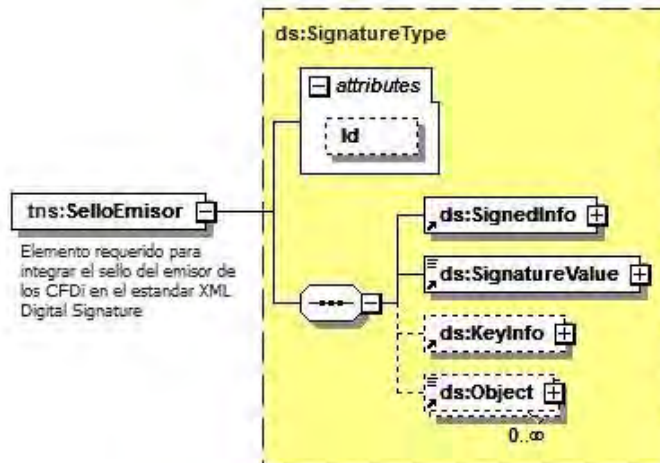 ds:SignatureType
attributes
Id
tns:SelloEmisor
Elemento requerido para
integrar el sello del emisor de
los CFDi en el estandar XML
Digital Signature
ds:SignedInfo
ds:SignatureValue
ds:KeyInfo
ds:Object
0..∞